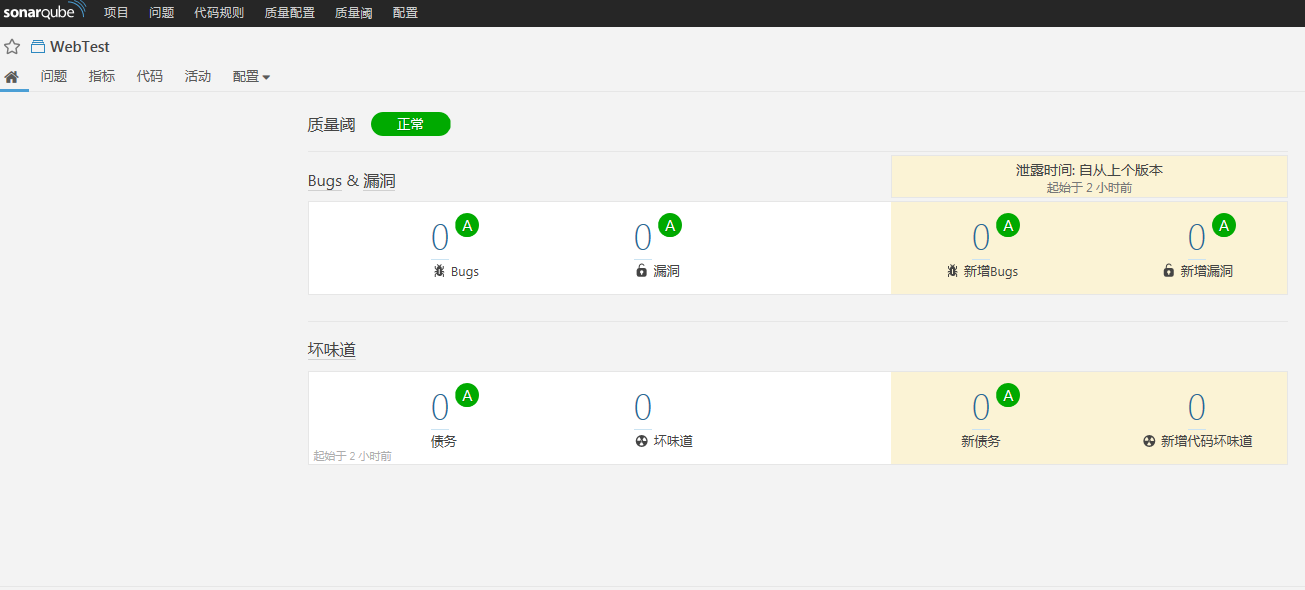 sonarqube 项目 问题 代码规则 质量配置 质量阈 配置
WebTest
问题 指标 代码 活动 配置
质量阈 正常
Bugs & 漏洞
泄露时间: 自从上个版本
起始于 2 小时前
0 A 0 A 0 A 0 A
Bugs 漏洞 新增Bugs 新增漏洞
坏味道
0 A 0 0 A 0
债务 坏味道 新债务 新增代码坏味道
起始于 2 小时前